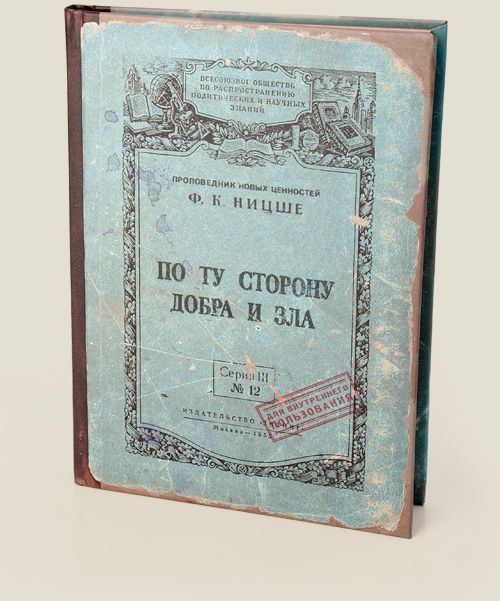 ВСЕСОЮЗНОЕ ОБЩЕСТВО
ПО РАСПРОСТРАНЕНИЮ
ПОЛИТИЧЕСКИХ И НАУЧНЫХ
ЗНАНИЙ
ПРОПОВЕДНИК НОВЫХ ЦЕННОСТЕЙ
Ф. К. НИЦШЕ
ПО ТУ СТОРОНУ
ДОБРА И ЗЛА
Серия III
№ 12
ДЛЯ ВНУТРЕННЕГО
ПОЛЬЗОВАНИЯ
ИЗДАТЕЛЬСТВО
Москва—